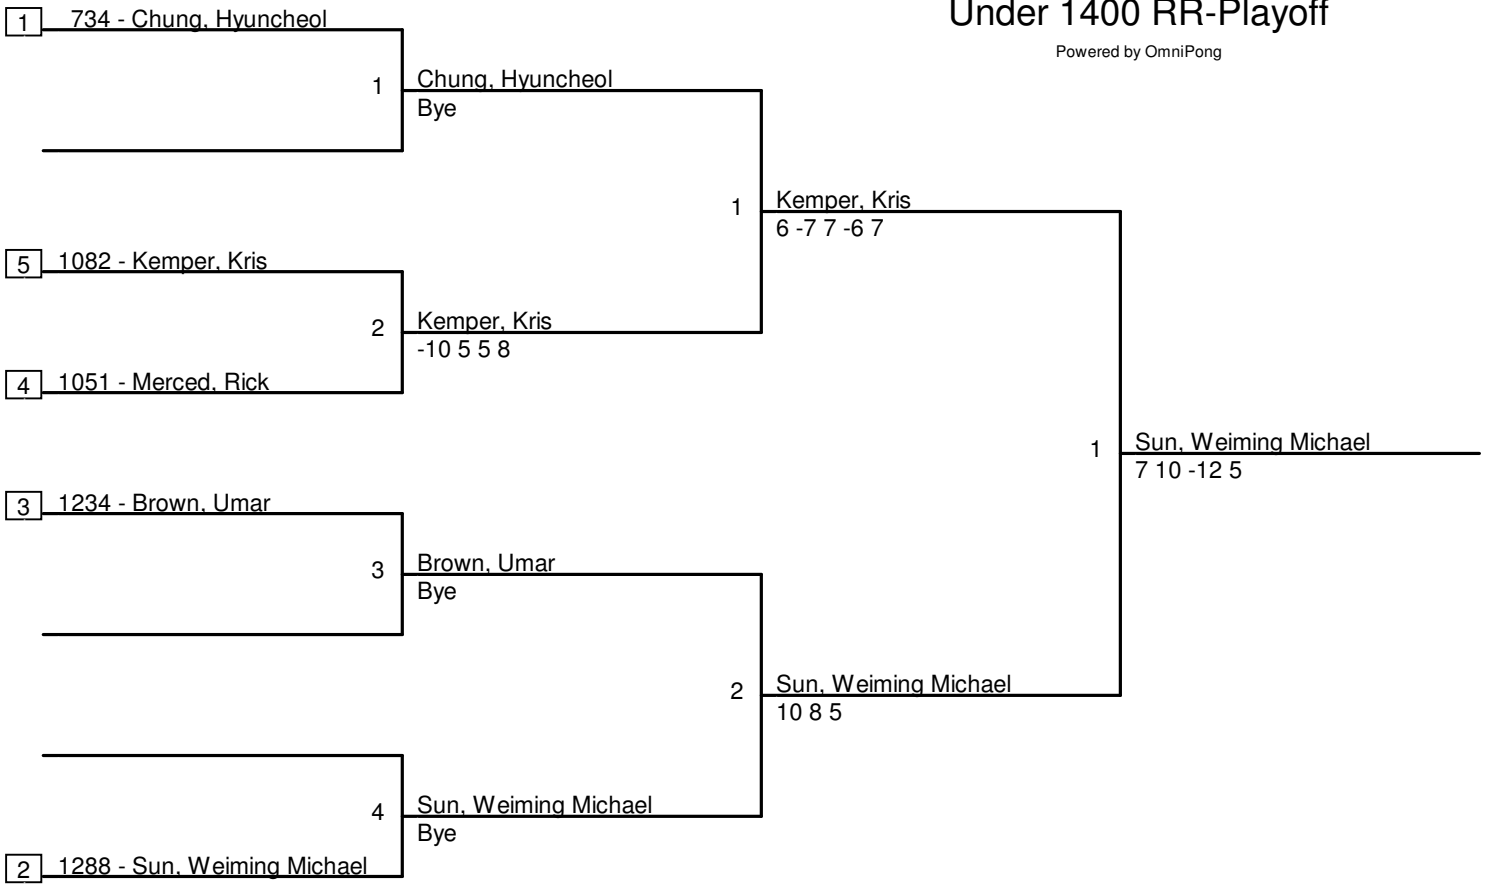 Under 1400 RR-Playoff
Powered by OmniPong
1 734 - Chung, Hyuncheol
1 Chung, Hyuncheol
Bye
1 Kemper, Kris
6 -7 7 -6 7
5 1082 - Kemper, Kris
2 Kemper, Kris
-10 5 5 8
4 1051 - Merced, Rick
1 Sun, Weiming Michael
7 10 -12 5
3 1234 - Brown, Umar
3 Brown, Umar
Bye
2 Sun, Weiming Michael
10 8 5
4 Sun, Weiming Michael
Bye
2 1288 - Sun, Weiming Michael